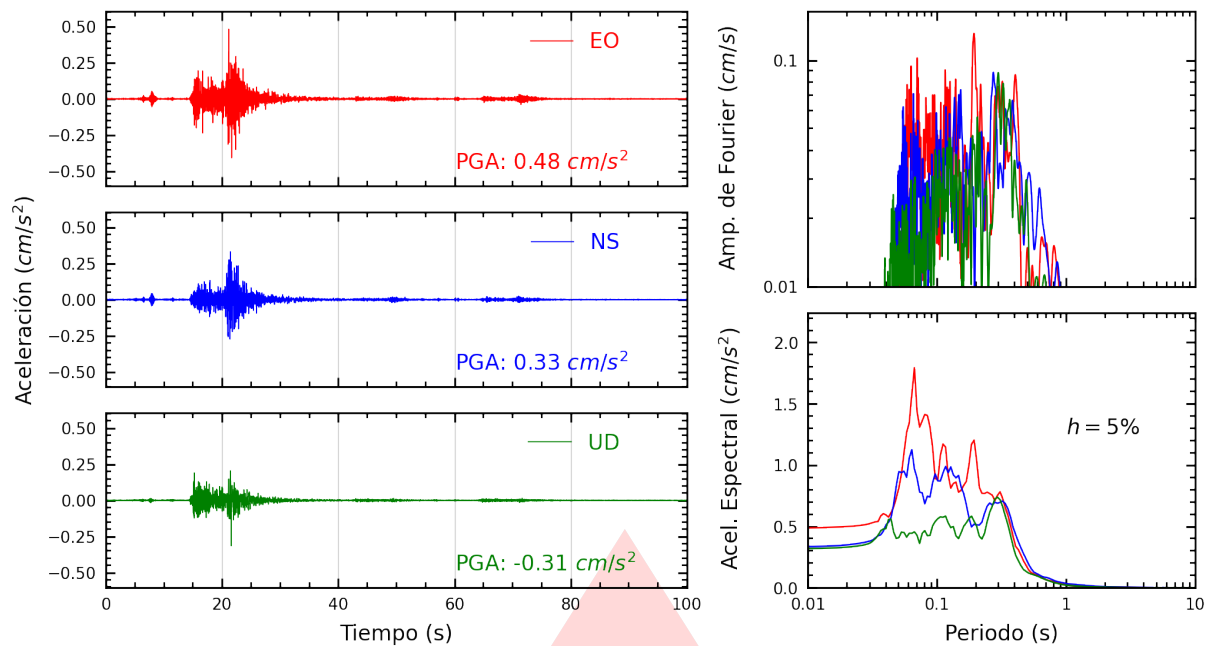 Aceleración (cm/s²)
0.50
0.25
0.00
−0.25
−0.50
EO
PGA: 0.48 cm/s²
0.50
0.25
0.00
−0.25
−0.50
NS
PGA: 0.33 cm/s²
0.50
0.25
0.00
−0.25
−0.50
UD
PGA: -0.31 cm/s²
0 20 40 60 80 100
Tiempo (s)
Amp. de Fourier (cm/s)
0.1
0.01
Acel. Espectral (cm/s²)
2.0
1.5
1.0
0.5
0.0
h = 5%
0.01 0.1 1 10
Periodo (s)